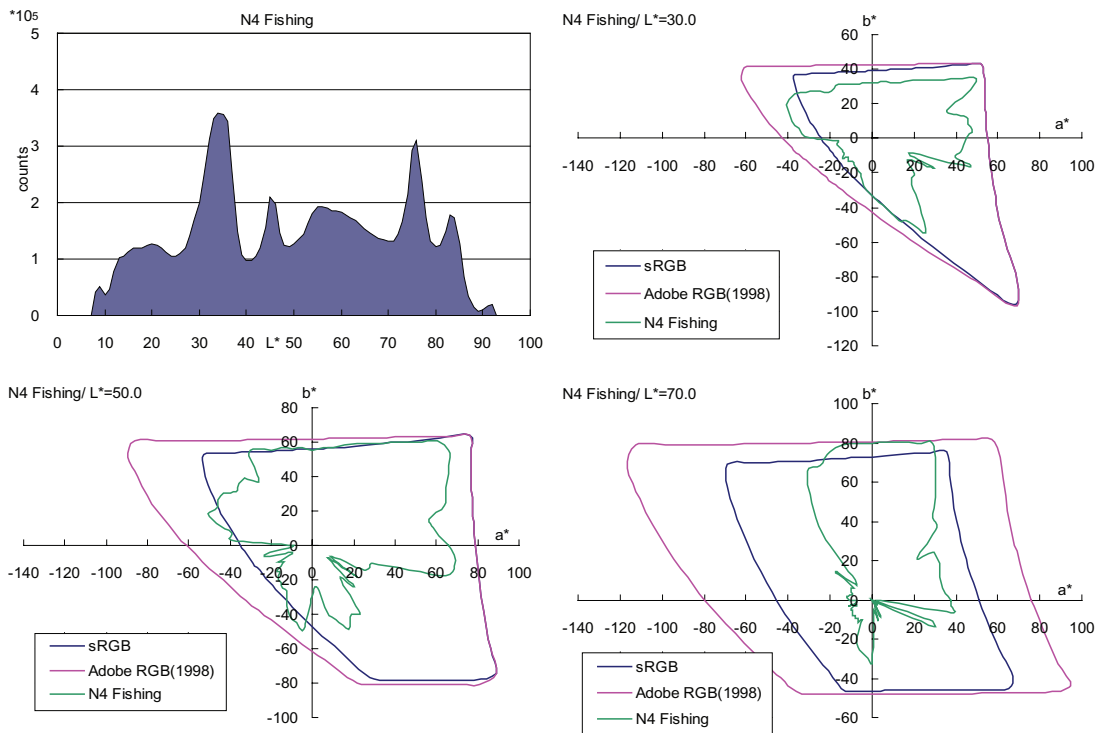 N4 Fishing
*10⁵
5
4
3
2
1
0
counts
0 10 20 30 40 L* 50 60 70 80 90 100
N4 Fishing/ L*=30.0
b*
60
40
20
0
-20
-40
-60
-80
-100
-120
a*
-140 -120 -100 -80 -60 -40 -20 0 20 40 60 80 100
sRGB
Adobe RGB(1998)
N4 Fishing
N4 Fishing/ L*=50.0
b*
80
60
40
20
0
-20
-40
-60
-80
-100
a*
-140 -120 -100 -80 -60 -40 -20 0 20 40 60 80 100
sRGB
Adobe RGB(1998)
N4 Fishing
N4 Fishing/ L*=70.0
b*
100
80
60
40
20
0
-20
-40
-60
a*
-140 -120 -100 -80 -60 -40 -20 0 20 40 60 80 100
sRGB
Adobe RGB(1998)
N4 Fishing